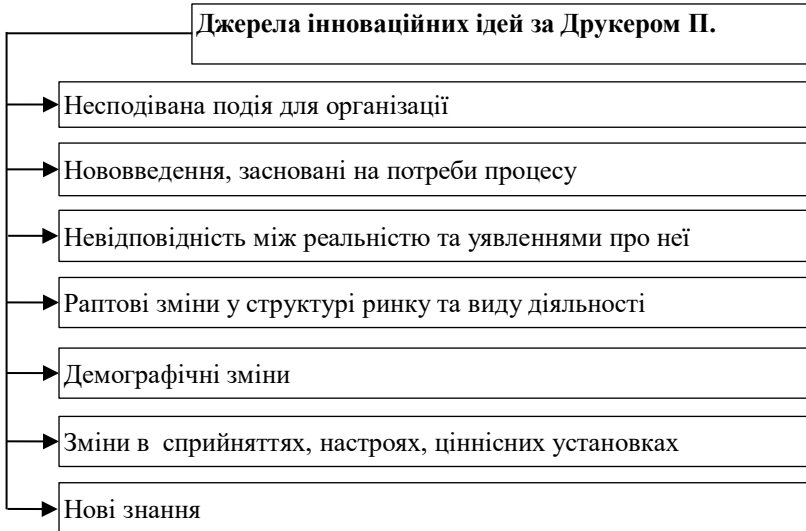 Джерела інноваційних ідей за Друкером П.
Несподівана подія для організації
Нововведення, засновані на потреби процесу
Невідповідність між реальністю та уявленнями про неї
Раптові зміни у структурі ринку та виду діяльності
Демографічні зміни
Зміни в сприйняттях, настроях, ціннісних установках
Нові знання